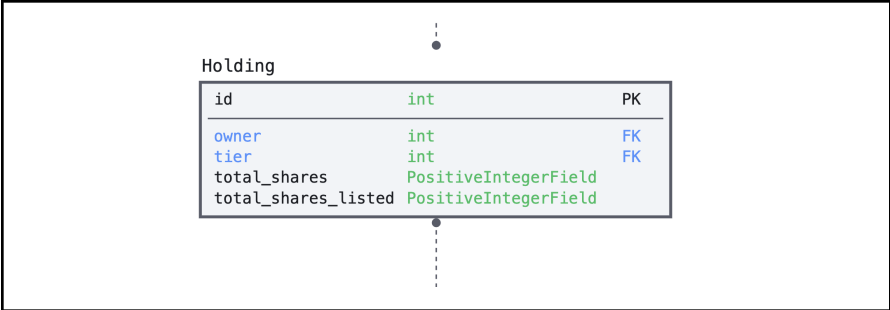 Holding
id int PK
owner int FK
tier int FK
total_shares PositiveIntegerField
total_shares_listed PositiveIntegerField